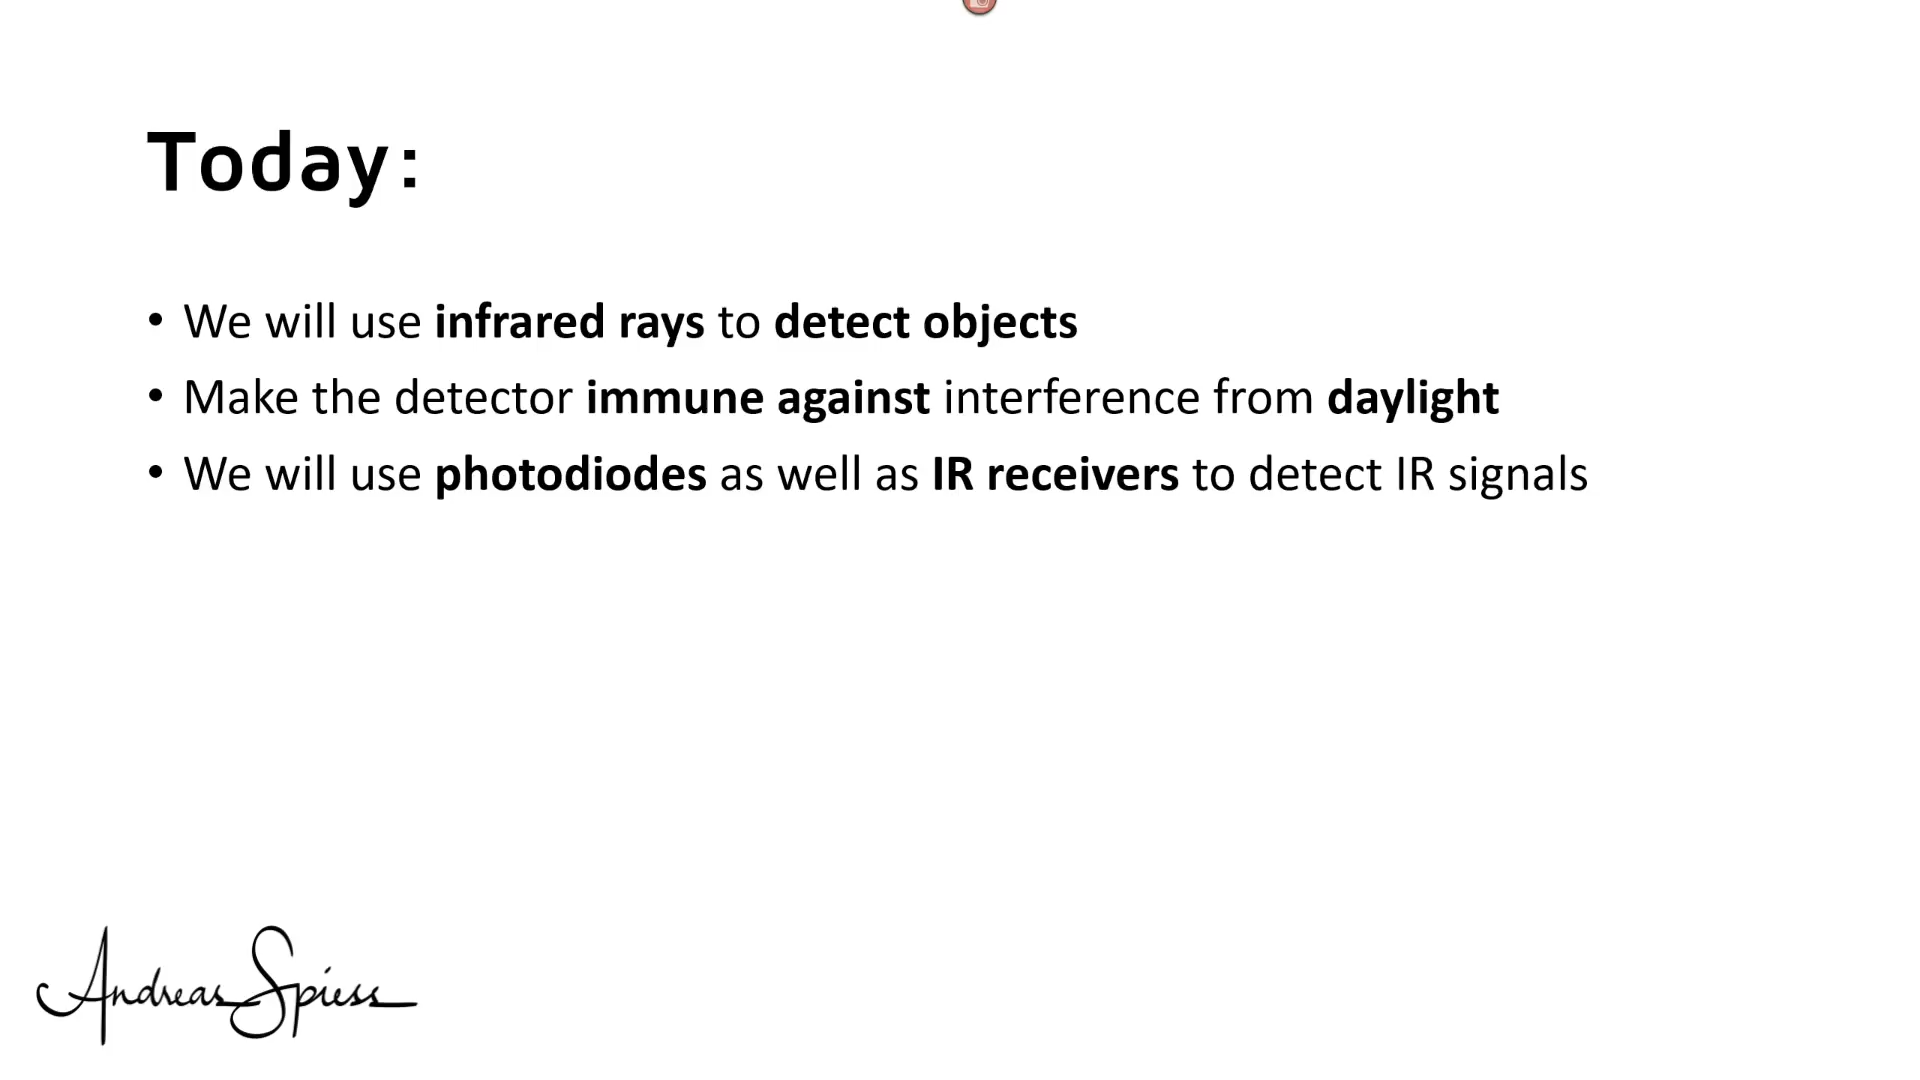 Today:
• We will use infrared rays to detect objects
• Make the detector immune against interference from daylight
• We will use photodiodes as well as IR receivers to detect IR signals
Andreas Spiess